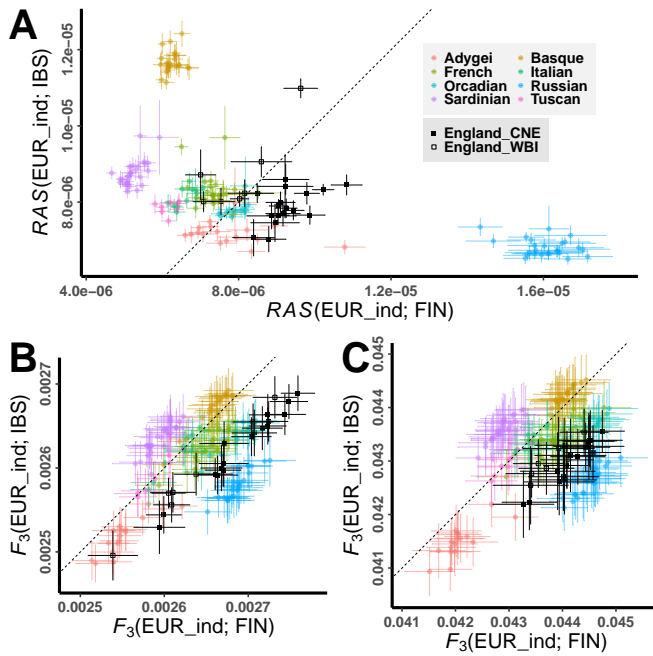 A
RAS(EUR_ind; IBS)
1.2e-05
1.0e-05
8.0e-06
4.0e-06 8.0e-06 1.2e-05 1.6e-05
RAS(EUR_ind; FIN)
Adygei Basque
French Italian
Orcadian Russian
Sardinian Tuscan
England_CNE
England_WBI
B
F3(EUR_ind; IBS)
0.0027
0.0026
0.0025
0.0025 0.0026 0.0027
F3(EUR_ind; FIN)
C
F3(EUR_ind; IBS)
0.045
0.044
0.043
0.042
0.041
0.041 0.042 0.043 0.044 0.045
F3(EUR_ind; FIN)